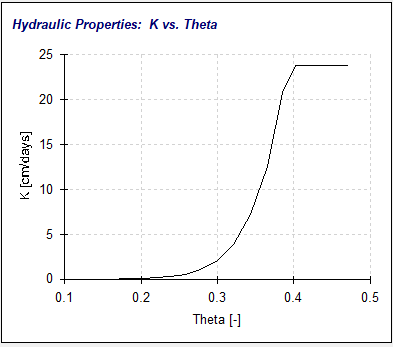 Hydraulic Properties: K vs. Theta
25
20
15
10
5
0
K [cm/days]
0.1 0.2 0.3 0.4 0.5
Theta [-]